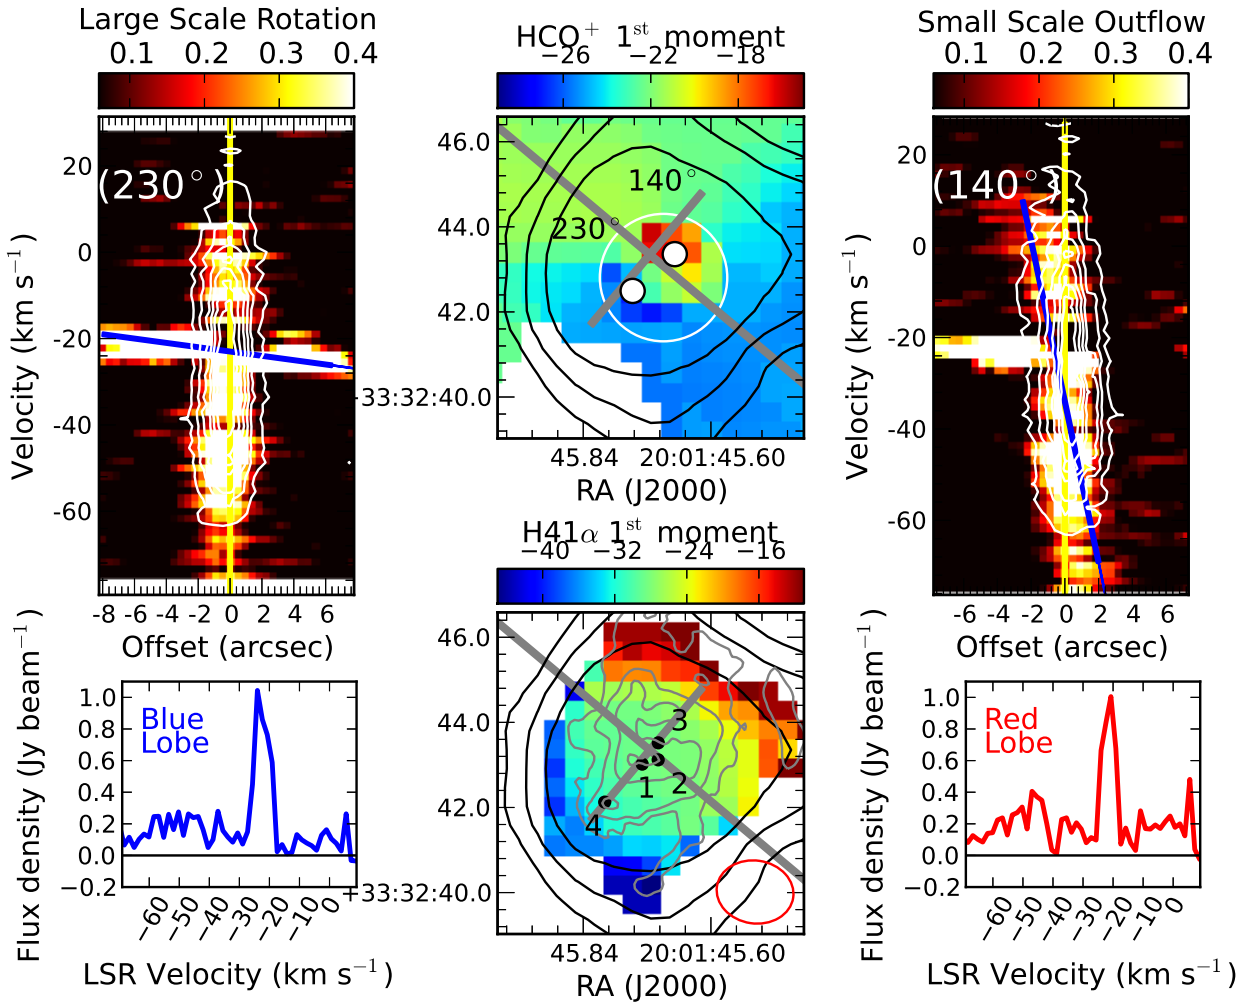 Large Scale Rotation
0.1 0.2 0.3 0.4
(230°)
20
0
-20
-40
-60
Velocity (km s⁻¹)
-8 -6 -4 -2 0 2 4 6
Offset (arcsec)
HCO⁺ 1ˢᵗ moment
−26 −22 −18
140°
230°
46.0
44.0
42.0
-33:32:40.0
45.84 20:01:45.60
RA (J2000)
Small Scale Outflow
0.1 0.2 0.3 0.4
(140°)
20
0
-20
-40
-60
Velocity (km s⁻¹)
-6 -4 -2 0 2 4 6
Offset (arcsec)
H41α 1ˢᵗ moment
−40 −32 −24 −16
46.0
44.0
42.0
-33:32:40.0
3
1
2
4
45.84 20:01:45.60
RA (J2000)
Blue
Lobe
1.0
0.8
0.6
0.4
0.2
0.0
−0.2
Flux density (Jy beam⁻¹)
−60 −50 −40 −30 −20 −10 0
LSR Velocity (km s⁻¹)
Red
Lobe
1.0
0.8
0.6
0.4
0.2
0.0
−0.2
Flux density (Jy beam⁻¹)
−60 −50 −40 −30 −20 −10 0
LSR Velocity (km s⁻¹)